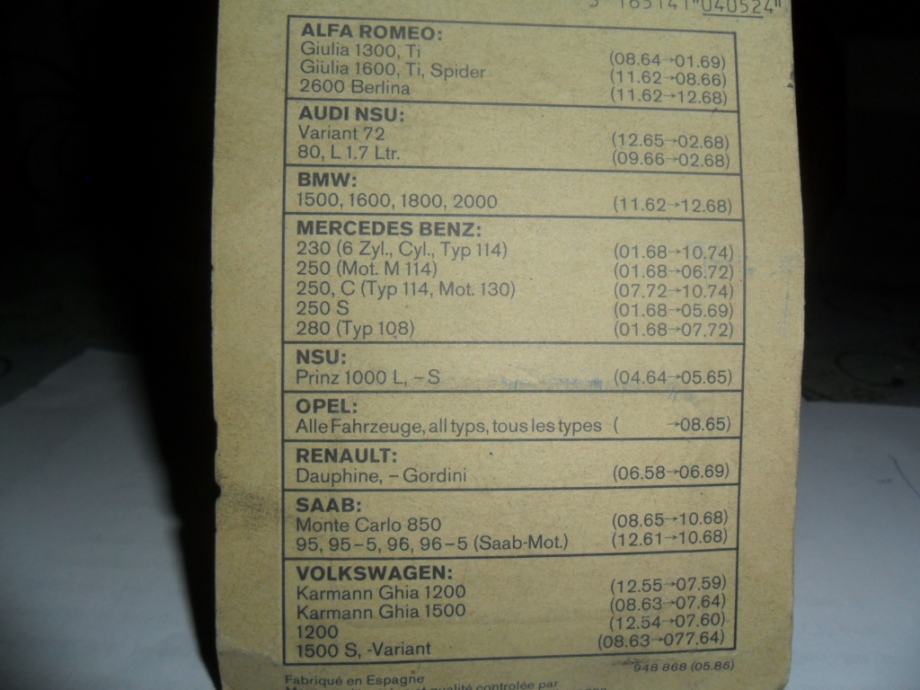 3 165141 040524
ALFA ROMEO:
Giulia 1300, Ti (08.64→01.69)
Giulia 1600, Ti, Spider (11.62→08.66)
2600 Berlina (11.62→12.68)
AUDI NSU:
Variant 72 (12.65→02.68)
80, L 1.7 Ltr. (09.66→02.68)
BMW:
1500, 1600, 1800, 2000 (11.62→12.68)
MERCEDES BENZ:
230 (6 Zyl., Cyl., Typ 114) (01.68→10.74)
250 (Mot. M 114) (01.68→06.72)
250, C (Typ 114, Mot. 130) (07.72→10.74)
250 S (01.68→05.69)
280 (Typ 108) (01.68→07.72)
NSU:
Prinz 1000 L, –S (04.64→05.65)
OPEL:
Alle Fahrzeuge, all typs, tous les types ( →08.65)
RENAULT:
Dauphine, – Gordini (06.58→06.69)
SAAB:
Monte Carlo 850 (08.65→10.68)
95, 95–5, 96, 96–5 (Saab-Mot.) (12.61→10.68)
VOLKSWAGEN:
Karmann Ghia 1200 (12.55→07.59)
Karmann Ghia 1500 (08.63→07.64)
1200 (12.54→07.60)
1500 S, -Variant (08.63→077.64)
948 868 (05.86)
Fabriqué en Espagne
qualité controlée par